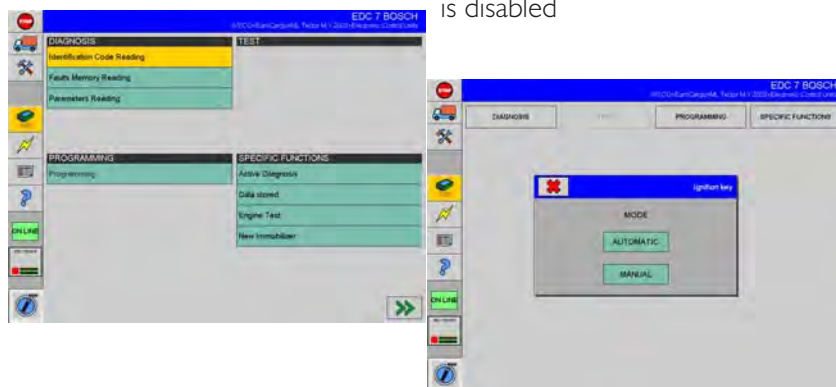 is disabled
EDC 7 BOSCH
STOP
DIAGNOSIS
TEST
Identification Code Reading
Faults Memory Reading
Parameters Reading
PROGRAMMING
SPECIFIC FUNCTIONS
Programming
Active Diagnosis
Data stored
Engine Test
New Immobilizer
ON LINE
EDC 7 BOSCH
STOP
DIAGNOSIS
PROGRAMMING
SPECIFIC FUNCTIONS
Ignition key
MODE
AUTOMATIC
MANUAL
ON LINE